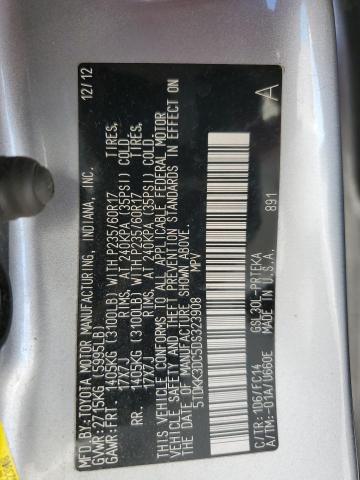 MFD.BY:TOYOTA MOTOR MANUFACTURING, INDIANA, INC. 12/12
GVWR:2715KG(5995LB)
GAWR:FRT. 1405KG (3100LB) WITH P235/60R17 TIRES,
17X7J RIMS, AT 240KPA (35PSI) COLD.
RR. 1405KG (3100LB) WITH P235/60R17 TIRES,
17X7J RIMS, AT 240KPA (35PSI) COLD.
THIS VEHICLE CONFORMS TO ALL APPLICABLE FEDERAL MOTOR
VEHICLE SAFETY AND THEFT PREVENTION STANDARDS IN EFFECT
ON THE DATE OF MANUFACTURE SHOWN ABOVE.
5TDKK3DC5DS323908 MPV A
C/TR:1D6/FC14 GSL30L-PRTEKA 891
A/TM:-01A/U660E MADE IN U.S.A.